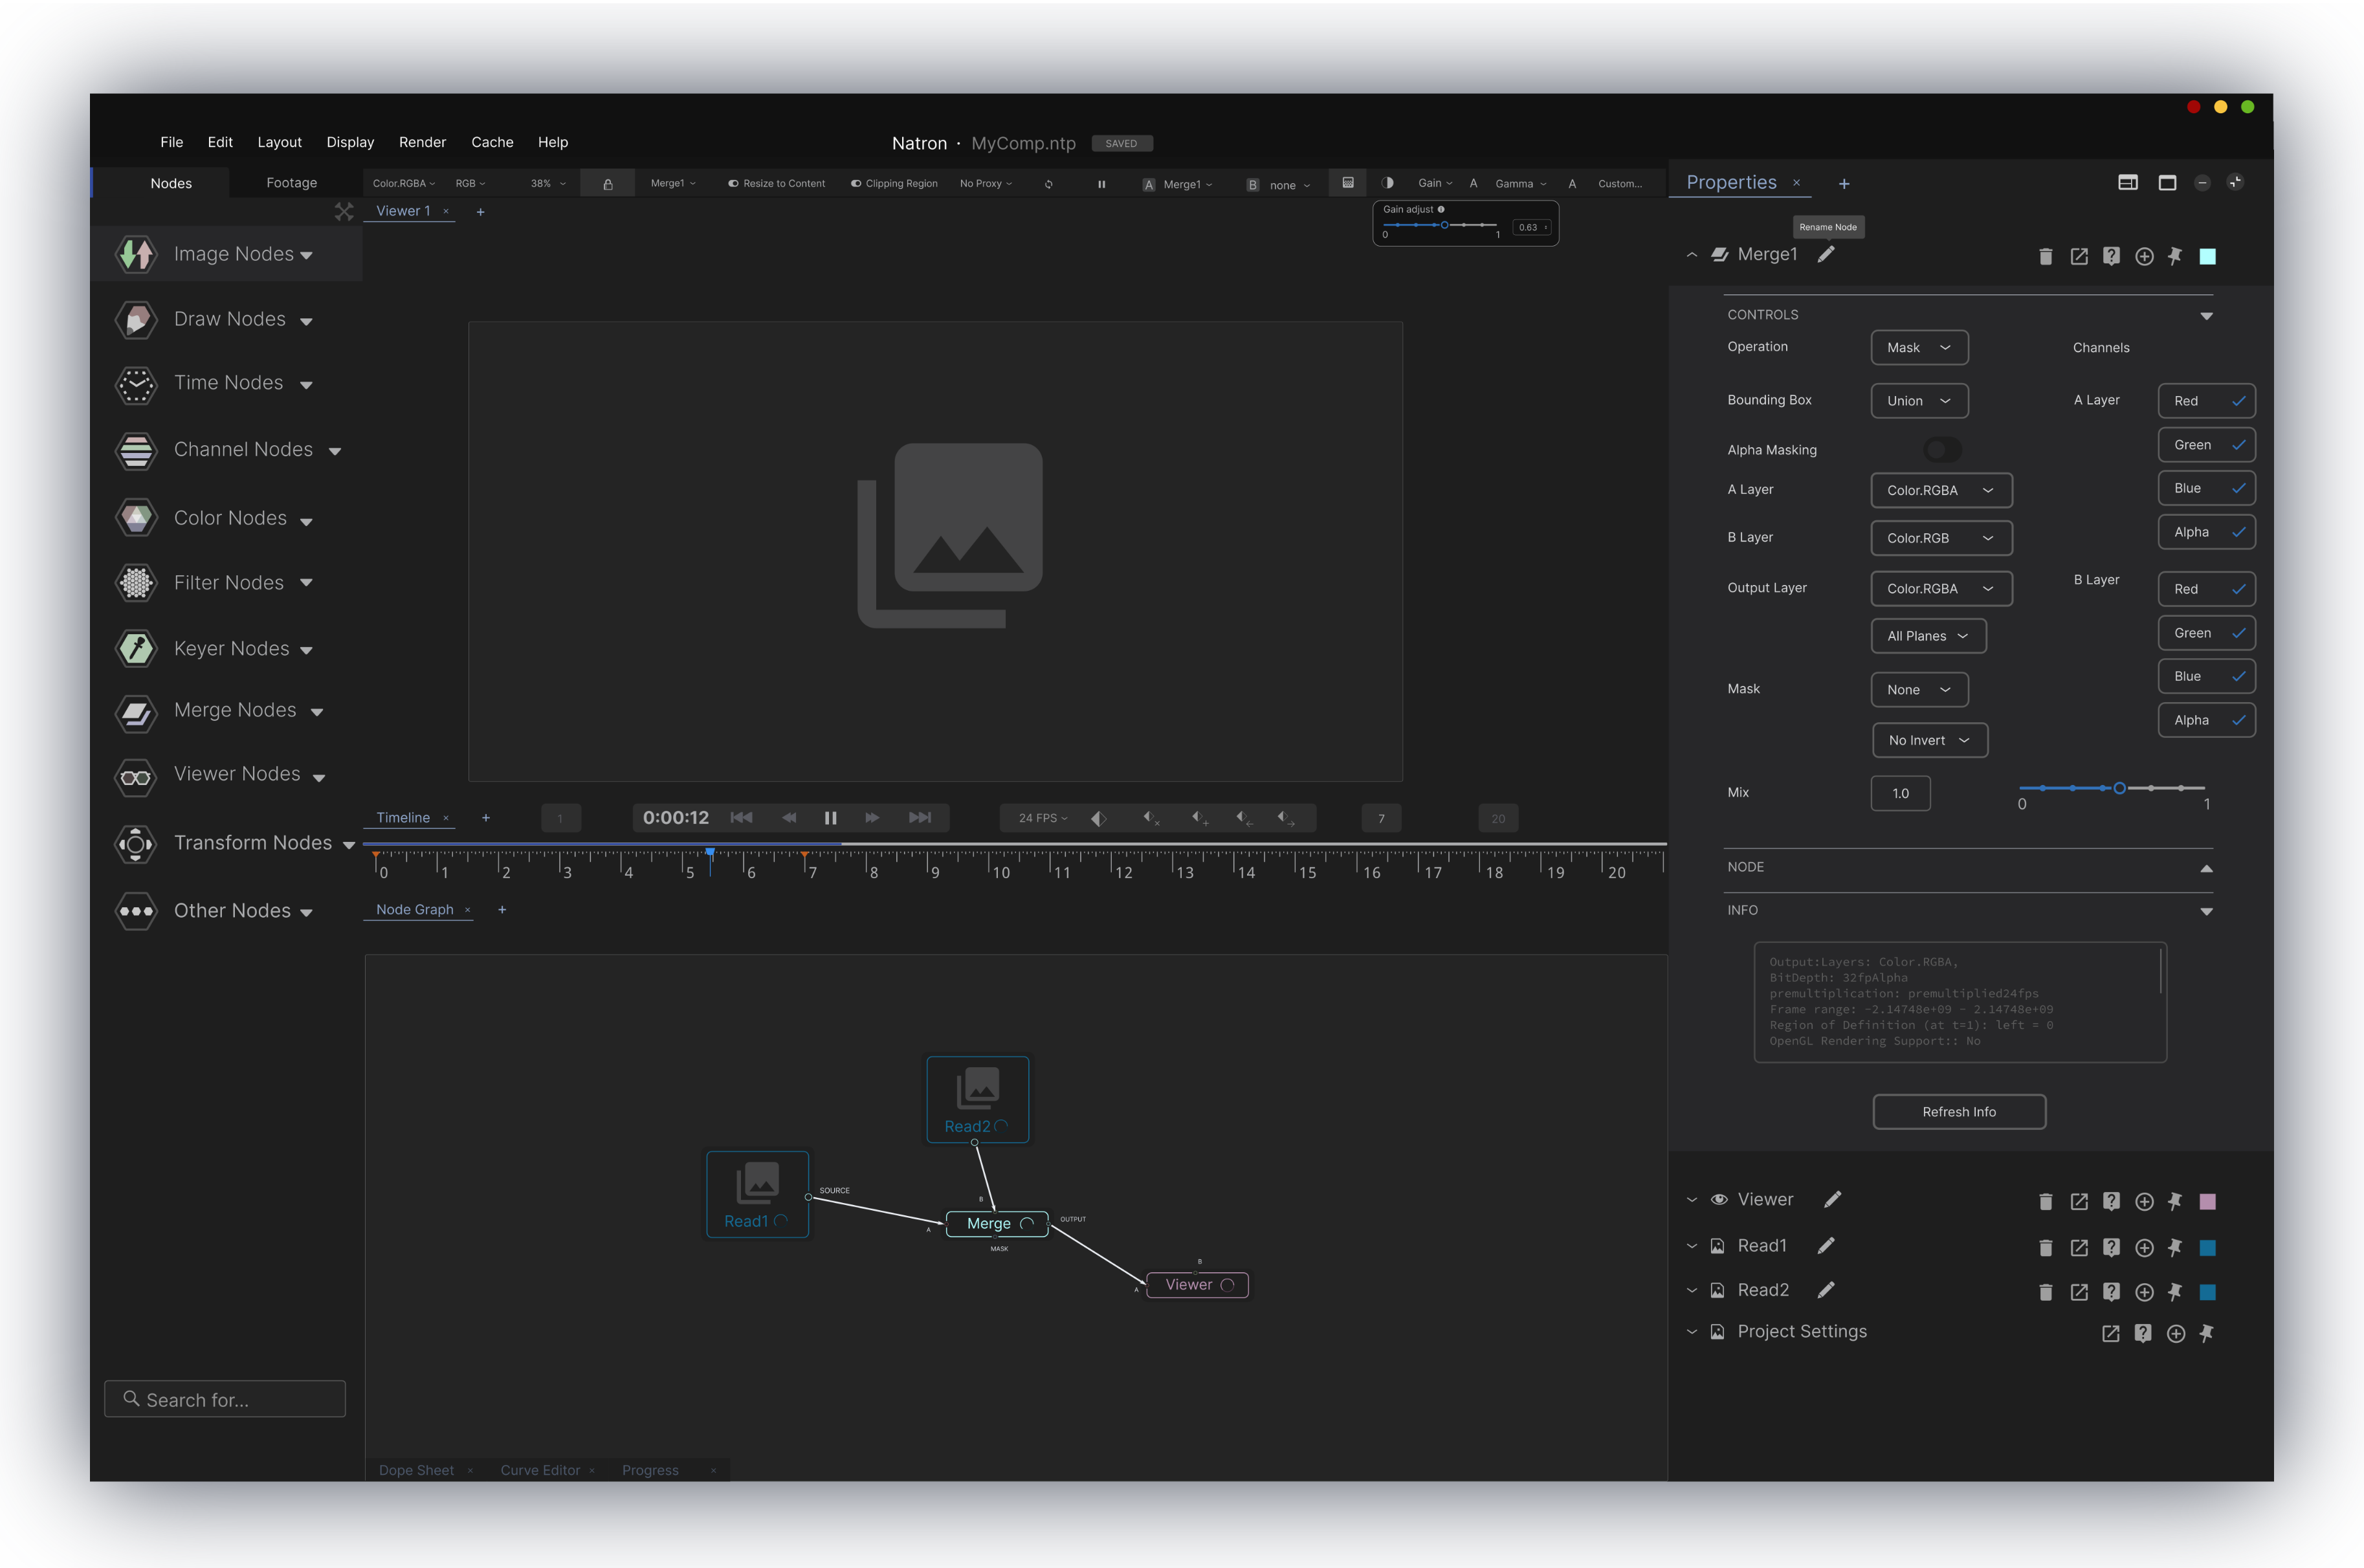 File Edit Layout Display Render Cache Help
Natron · MyComp.ntp SAVED
Nodes Footage
Color.RGBA RGB 38% Merge1 Resize to Content Clipping Region No Proxy A Merge1 B none Gain A Gamma A Custom...
Viewer 1 × +
Gain adjust
0 1 0.63
Image Nodes
Draw Nodes
Time Nodes
Channel Nodes
Color Nodes
Filter Nodes
Keyer Nodes
Merge Nodes
Viewer Nodes
Transform Nodes
Other Nodes
Search for...
Timeline × + 1 0:00:12 24 FPS 7 20
0 1 2 3 4 5 6 7 8 9 10 11 12 13 14 15 16 17 18 19 20
Node Graph × +
Read2
Read1
SOURCE
B
A
Merge
OUTPUT
MASK
B
A
Viewer
Dope Sheet × Curve Editor × Progress ×
Properties × +
Rename Node
Merge1
CONTROLS
Operation Mask Channels
Bounding Box Union A Layer Red
Alpha Masking Green
A Layer Color.RGBA Blue
B Layer Color.RGB Alpha
Output Layer Color.RGBA B Layer Red
All Planes Green
Mask None Blue
No Invert Alpha
Mix 1.0 0 1
NODE
INFO
Output:Layers: Color.RGBA,
BitDepth: 32fpAlpha
premultiplication: premultiplied24fps
Frame range: -2.14748e+09 - 2.14748e+09
Region of Definition (at t=1): left = 0
OpenGL Rendering Support:: No
Refresh Info
Viewer
Read1
Read2
Project Settings